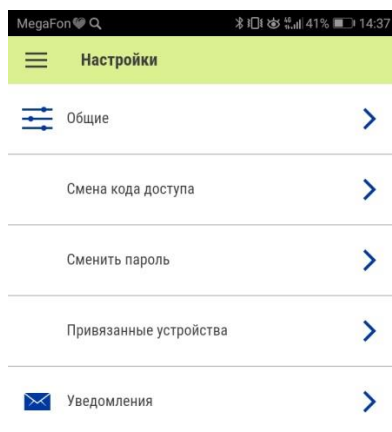 MegaFon 41% 14:37
Настройки
Общие
Смена кода доступа
Сменить пароль
Привязанные устройства
Уведомления